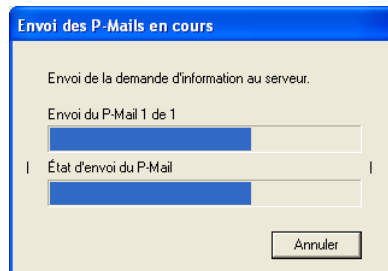 Envoi des P-Mails en cours
Envoi de la demande d'information au serveur.
Envoi du P-Mail 1 de 1
État d'envoi du P-Mail
Annuler